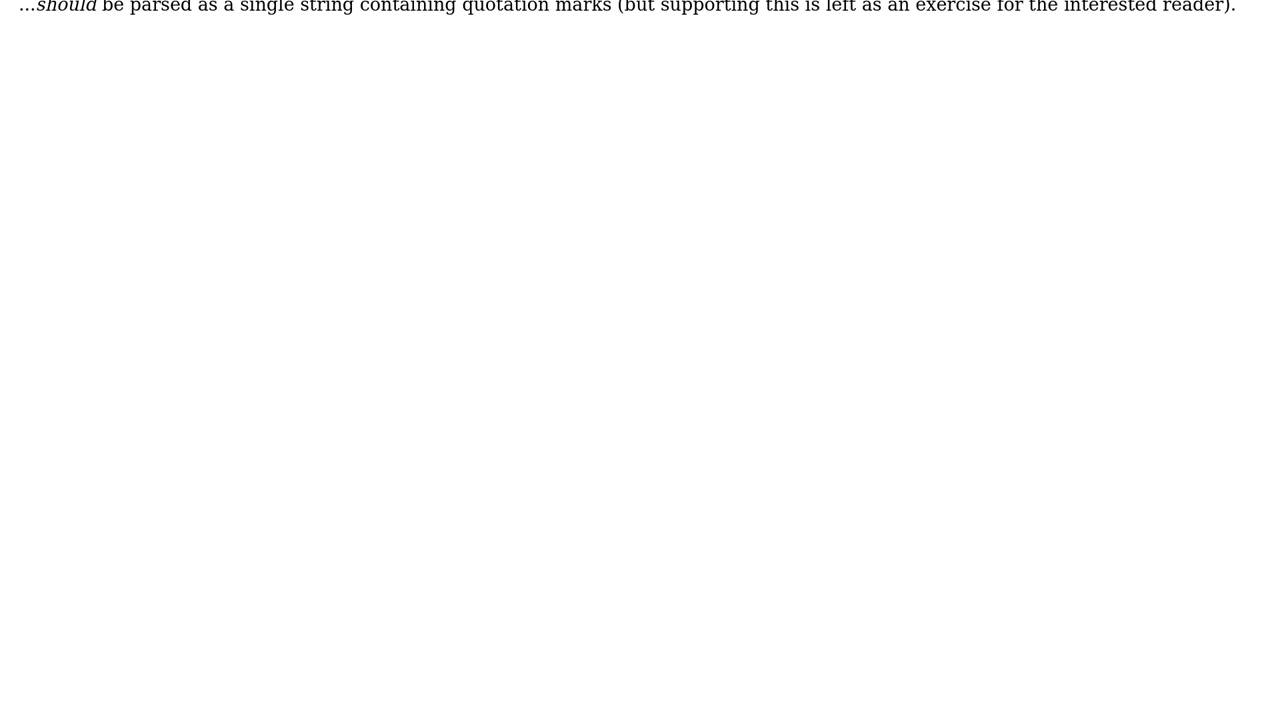 ...should be parsed as a single string containing quotation marks (but supporting this is left as an exercise for the interested reader).